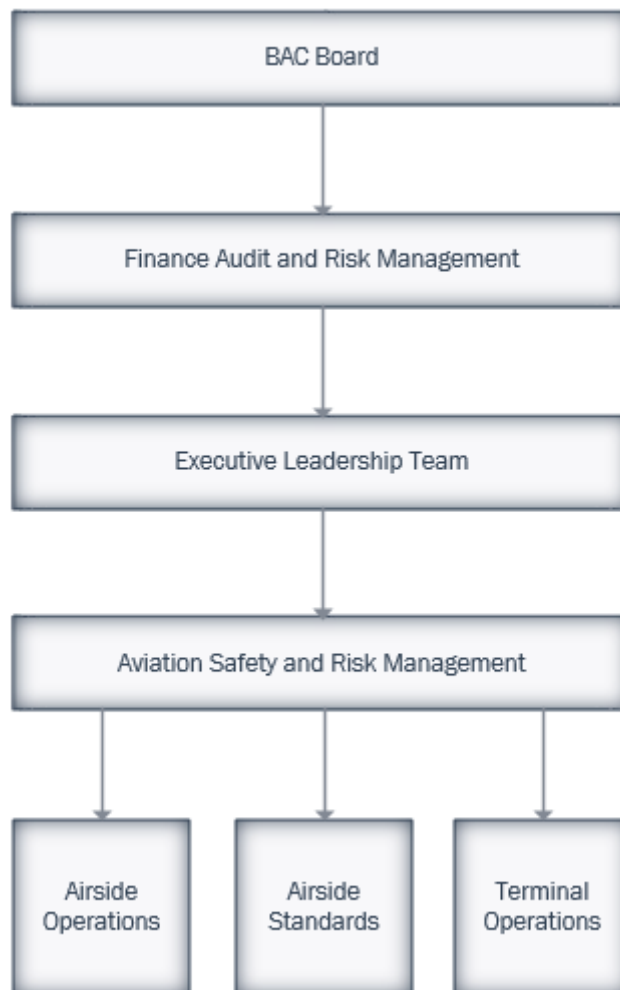 BAC Board
Finance Audit and Risk Management
Executive Leadership Team
Aviation Safety and Risk Management
Airside
Operations
Airside
Standards
Terminal
Operations